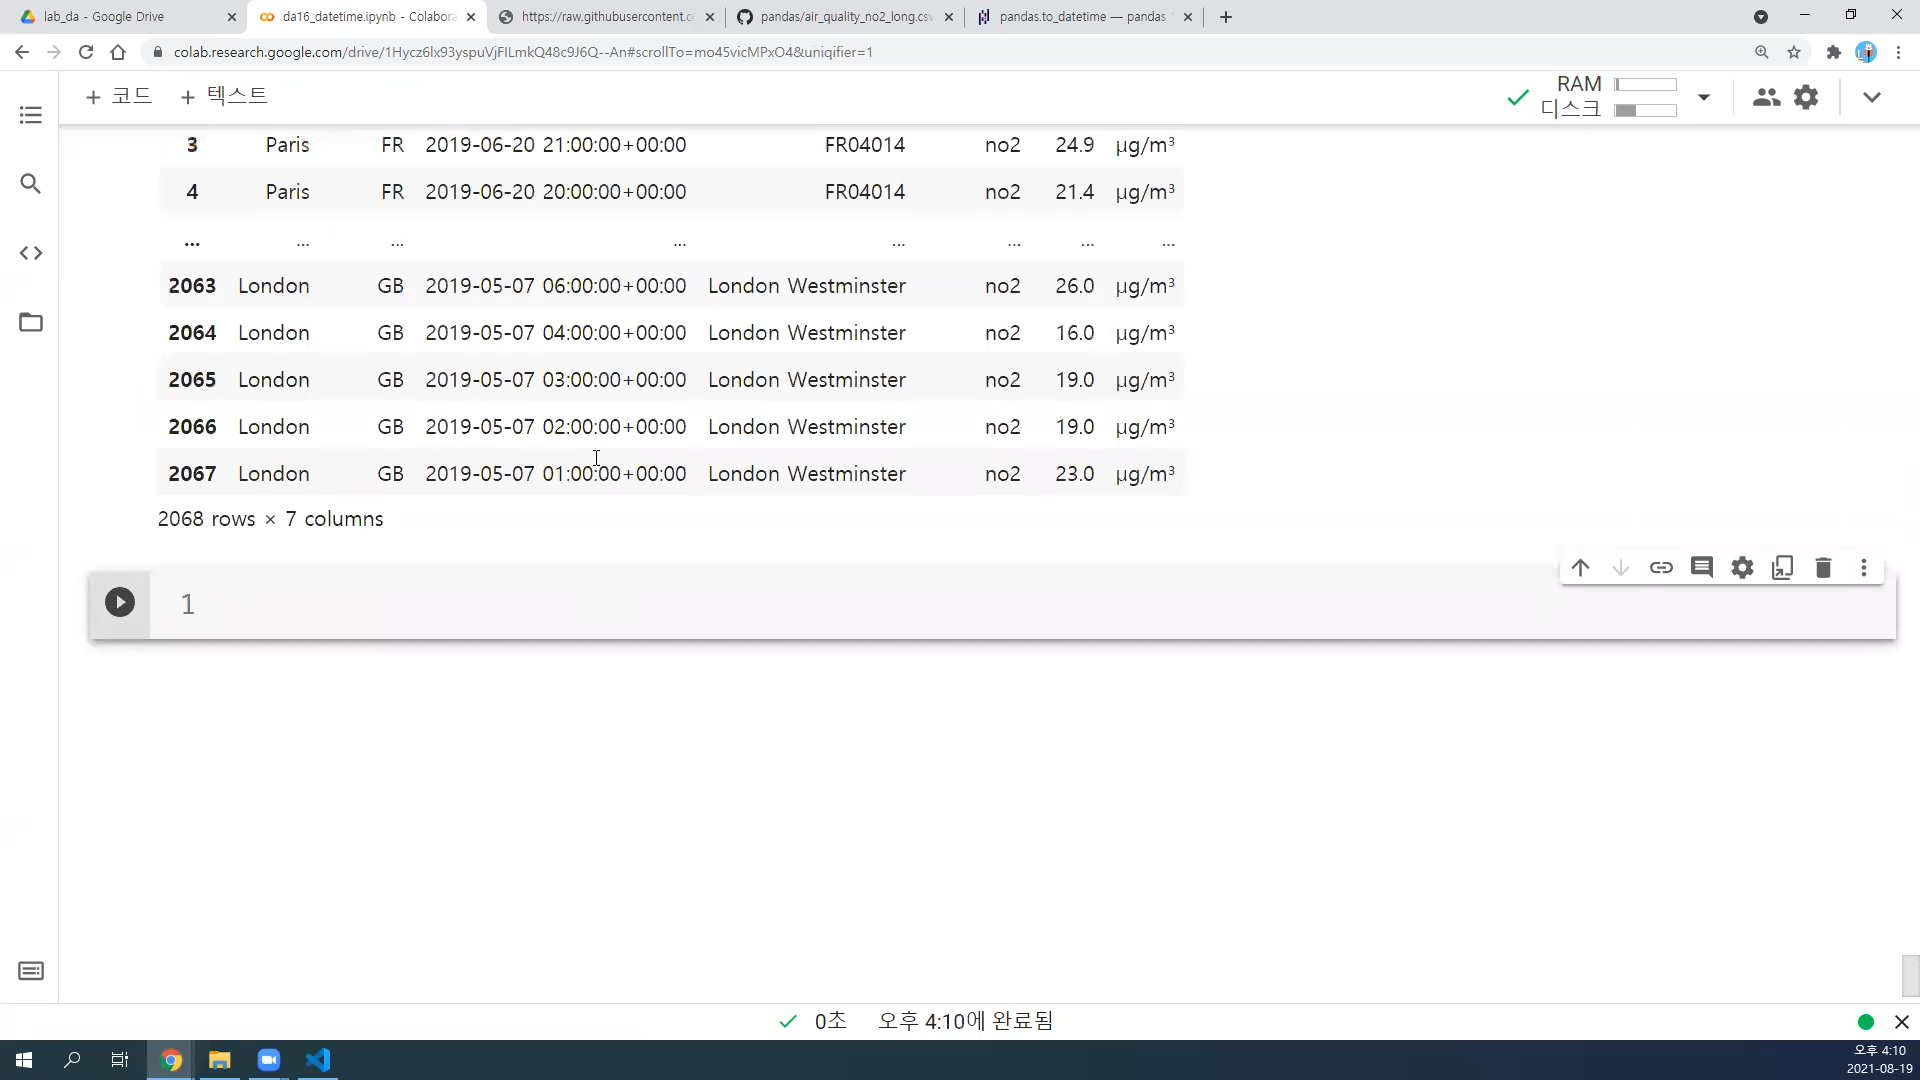 lab_da - Google Drive
da16_datetime.ipynb - Colabora
https://raw.githubusercontent.c
pandas/air_quality_no2_long.csv
pandas.to_datetime — pandas
colab.research.google.com/drive/1Hycz6lx93yspuVjFILmkQ48c9J6Q--An#scrollTo=mo45vicMPxO4&uniqifier=1
+ 코드 + 텍스트
RAM
디스크
3 Paris FR 2019-06-20 21:00:00+00:00 FR04014 no2 24.9 µg/m³
4 Paris FR 2019-06-20 20:00:00+00:00 FR04014 no2 21.4 µg/m³
... ... ... ... ... ... ... ...
2063 London GB 2019-05-07 06:00:00+00:00 London Westminster no2 26.0 µg/m³
2064 London GB 2019-05-07 04:00:00+00:00 London Westminster no2 16.0 µg/m³
2065 London GB 2019-05-07 03:00:00+00:00 London Westminster no2 19.0 µg/m³
2066 London GB 2019-05-07 02:00:00+00:00 London Westminster no2 19.0 µg/m³
2067 London GB 2019-05-07 01:00:00+00:00 London Westminster no2 23.0 µg/m³
2068 rows × 7 columns
1
0초 오후 4:10에 완료됨
오후 4:10
2021-08-19